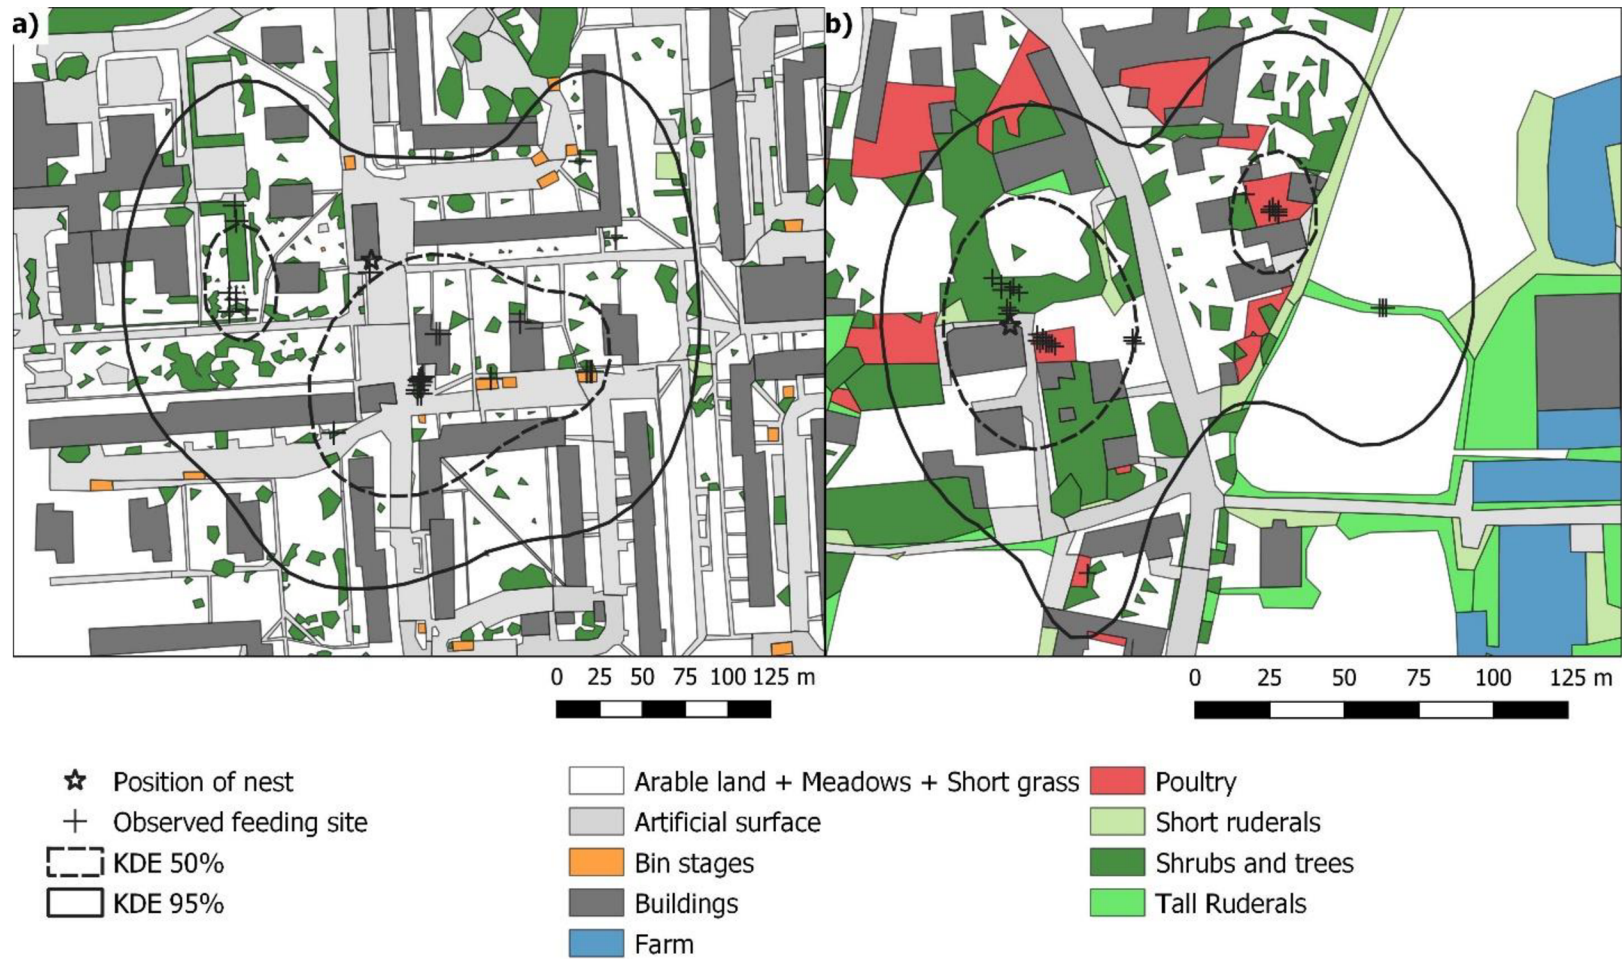 a)
b)
0 25 50 75 100 125 m
0 25 50 75 100 125 m
Position of nest
Observed feeding site
KDE 50%
KDE 95%
Arable land + Meadows + Short grass
Artificial surface
Bin stages
Buildings
Farm
Poultry
Short ruderals
Shrubs and trees
Tall Ruderals